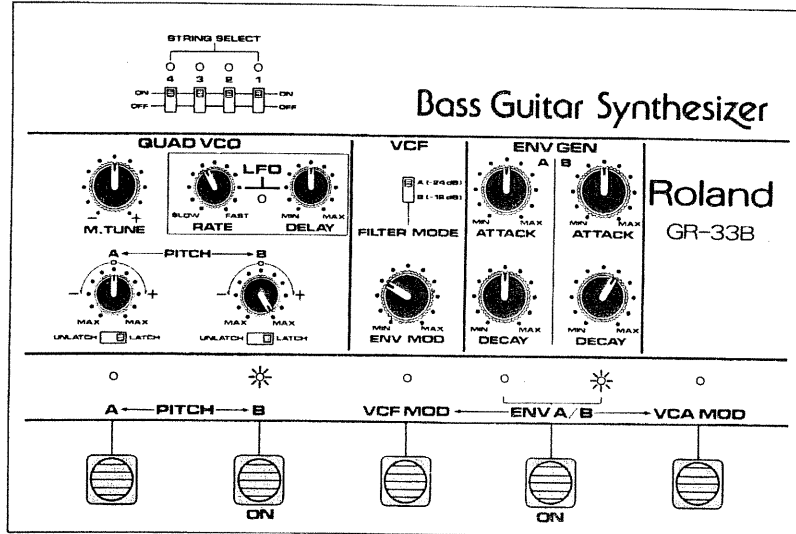 STRING SELECT
4 3 2 1
ON ON
OFF OFF
Bass Guitar Synthesizer
QUAD VCO VCF ENV GEN
A B
LFO
A (-24 dB)
SLOW FAST MIN MAX
- + RATE DELAY
M.TUNE
FILTER MODE
MIN MAX MIN MAX
ATTACK ATTACK
Roland
GR-33B
A PITCH B
- + - +
MAX MAX MAX MAX
UNLATCH LATCH UNLATCH LATCH
MIN MAX
ENV MOD
MIN MAX MIN MAX
DECAY DECAY
A PITCH B VCF MOD ENV A/B VCA MOD
ON ON